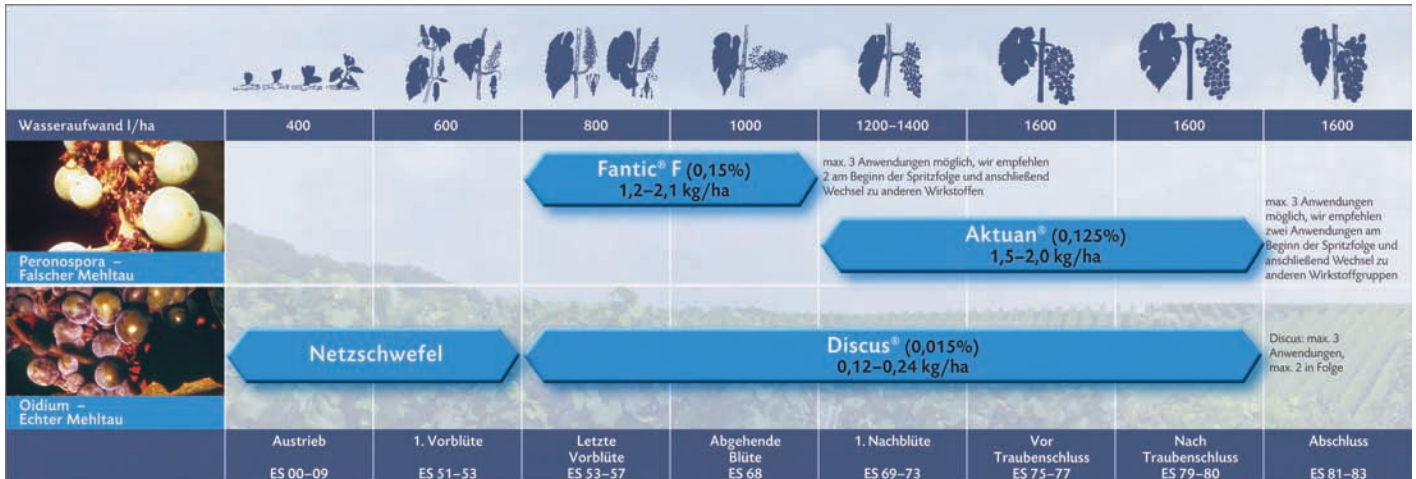 Wasseraufwand l/ha 400 600 800 1000 1200–1400 1600 1600 1600
Fantic® F (0,15%)
1,2–2,1 kg/ha
max. 3 Anwendungen möglich, wir empfehlen
2 am Beginn der Spritzfolge und anschließend
Wechsel zu anderen Wirkstoffen
Aktuan® (0,125%)
1,5–2,0 kg/ha
max. 3 Anwendungen
möglich, wir empfehlen
zwei Anwendungen am
Beginn der Spritzfolge und
anschließend Wechsel zu
anderen Wirkstoffgruppen
Peronospora –
Falscher Mehltau
Netzschwefel
Discus® (0,015%)
0,12–0,24 kg/ha
Discus: max. 3
Anwendungen,
max. 2 in Folge
Oidium –
Echter Mehltau
Austrieb
ES 00–09
1. Vorblüte
ES 51–53
Letzte
Vorblüte
ES 53–57
Abgehende
Blüte
ES 68
1. Nachblüte
ES 69–73
Vor
Traubenschluss
ES 75–77
Nach
Traubenschluss
ES 79–80
Abschluss
ES 81–83